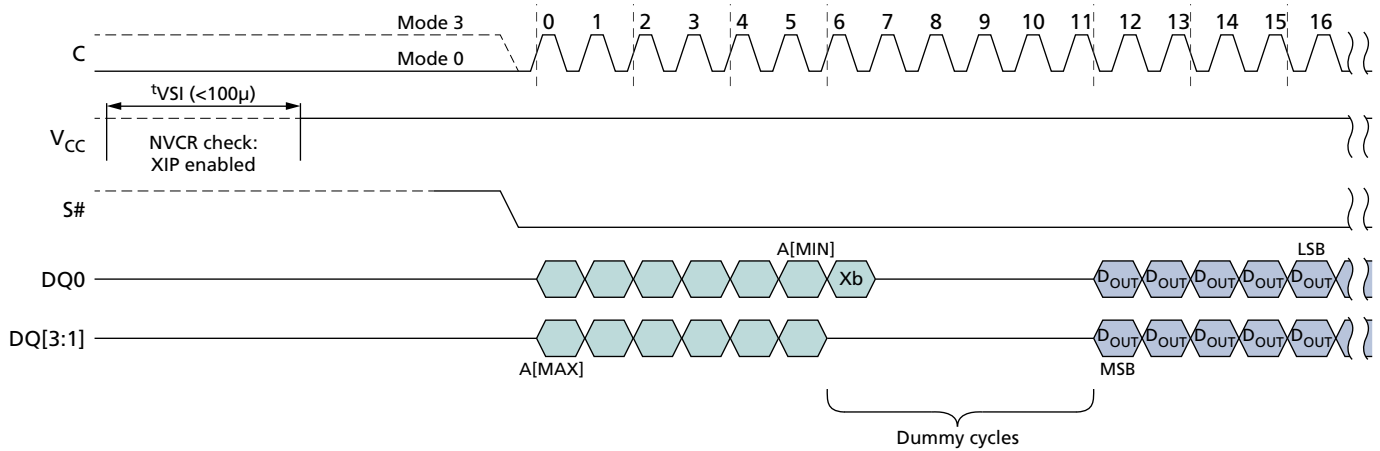 Mode 3
0 1 2 3 4 5 6 7 8 9 10 11 12 13 14 15 16
C
Mode 0
tVSI (<100µ)
VCC
NVCR check:
XIP enabled
S#
A[MIN]
LSB
DQ0
Xb
DOUT DOUT DOUT DOUT DOUT
DQ[3:1]
DOUT DOUT DOUT DOUT DOUT
A[MAX]
MSB
Dummy cycles